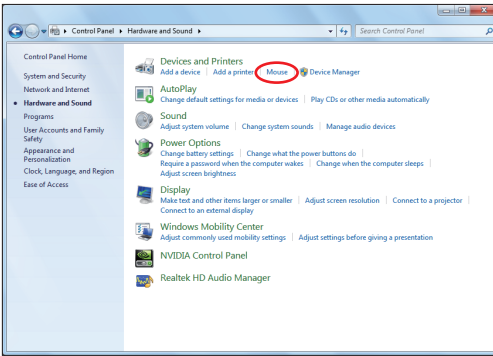 Control Panel ▸ Hardware and Sound ▸
Search Control Panel
Control Panel Home
System and Security
Network and Internet
Hardware and Sound
Programs
User Accounts and Family
Safety
Appearance and
Personalization
Clock, Language, and Region
Ease of Access
Devices and Printers
Add a device | Add a printer | Mouse | Device Manager
AutoPlay
Change default settings for media or devices | Play CDs or other media automatically
Sound
Adjust system volume | Change system sounds | Manage audio devices
Power Options
Change battery settings | Change what the power buttons do |
Require a password when the computer wakes | Change when the computer sleeps |
Adjust screen brightness
Display
Make text and other items larger or smaller | Adjust screen resolution | Connect to a projector |
Connect to an external display
Windows Mobility Center
Adjust commonly used mobility settings | Adjust settings before giving a presentation
NVIDIA Control Panel
Realtek HD Audio Manager